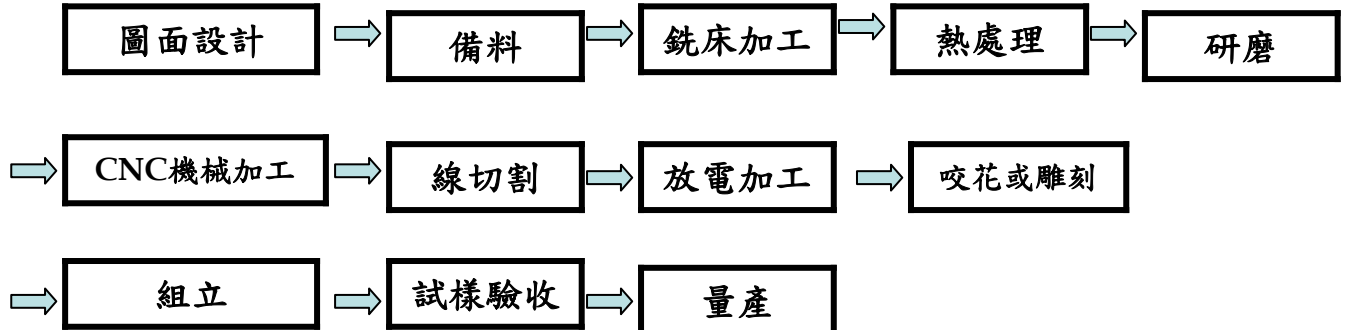 圖面設計 備料 銑床加工 熱處理 研磨
CNC機械加工 線切割 放電加工 咬花或雕刻
組立 試樣驗收 量產